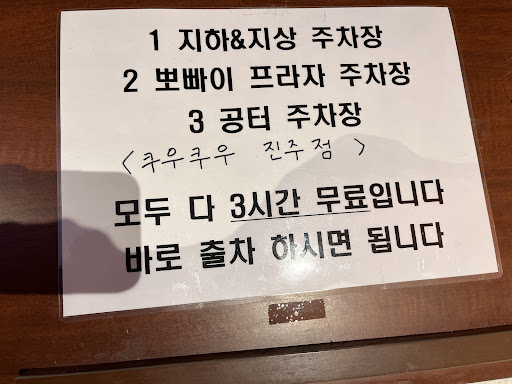 1 지하&지상 주차장
2 뽀빠이 프라자 주차장
3 공터 주차장
<쿠우쿠우 진주점>
모두 다 3시간 무료입니다
바로 출차 하시면 됩니다